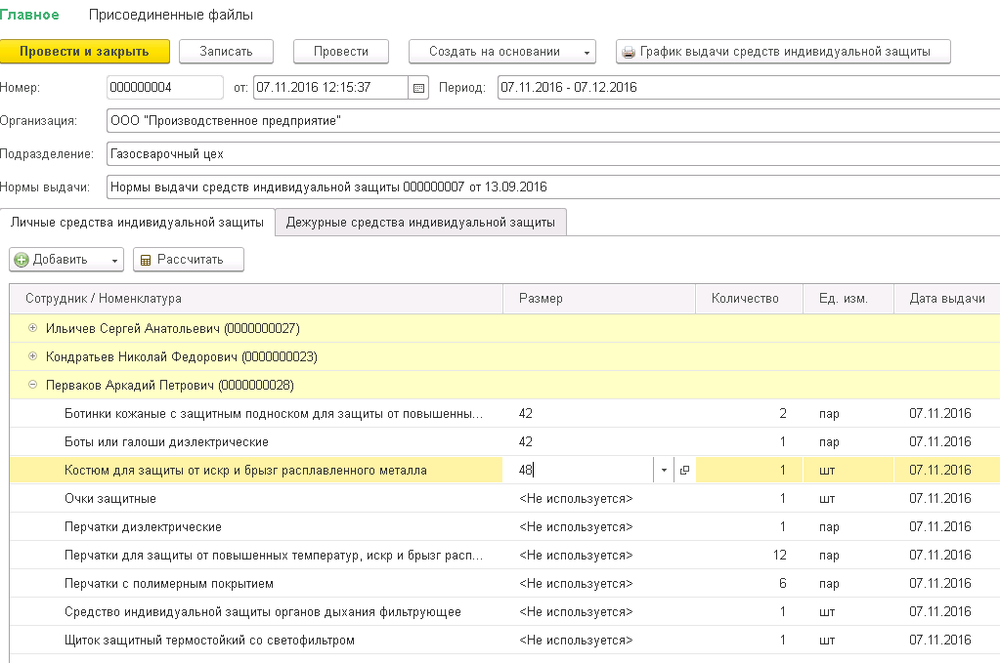 Главное Присоединенные файлы
Провести и закрыть Записать Провести Создать на основании График выдачи средств индивидуальной защиты
Номер: 000000004 от: 07.11.2016 12:15:37 Период: 07.11.2016 - 07.12.2016
Организация: ООО "Производственное предприятие"
Подразделение: Газосварочный цех
Нормы выдачи: Нормы выдачи средств индивидуальной защиты 000000007 от 13.09.2016
Личные средства индивидуальной защиты Дежурные средства индивидуальной защиты
Добавить Рассчитать
Сотрудник / Номенклатура Размер Количество Ед. изм. Дата выдачи
Ильичев Сергей Анатольевич (0000000027)
Кондратьев Николай Федорович (0000000023)
Перваков Аркадий Петрович (0000000028)
Ботинки кожаные с защитным подноском для защиты от повышенны... 42 2 пар 07.11.2016
Боты или галоши диэлектрические 42 1 пар 07.11.2016
Костюм для защиты от искр и брызг расплавленного металла 48 1 шт 07.11.2016
Очки защитные <Не используется> 1 шт 07.11.2016
Перчатки диэлектрические <Не используется> 1 пар 07.11.2016
Перчатки для защиты от повышенных температур, искр и брызг расп... <Не используется> 12 пар 07.11.2016
Перчатки с полимерным покрытием <Не используется> 6 пар 07.11.2016
Средство индивидуальной защиты органов дыхания фильтрующее <Не используется> 1 шт 07.11.2016
Щиток защитный термостойкий со светофильтром <Не используется> 1 шт 07.11.2016